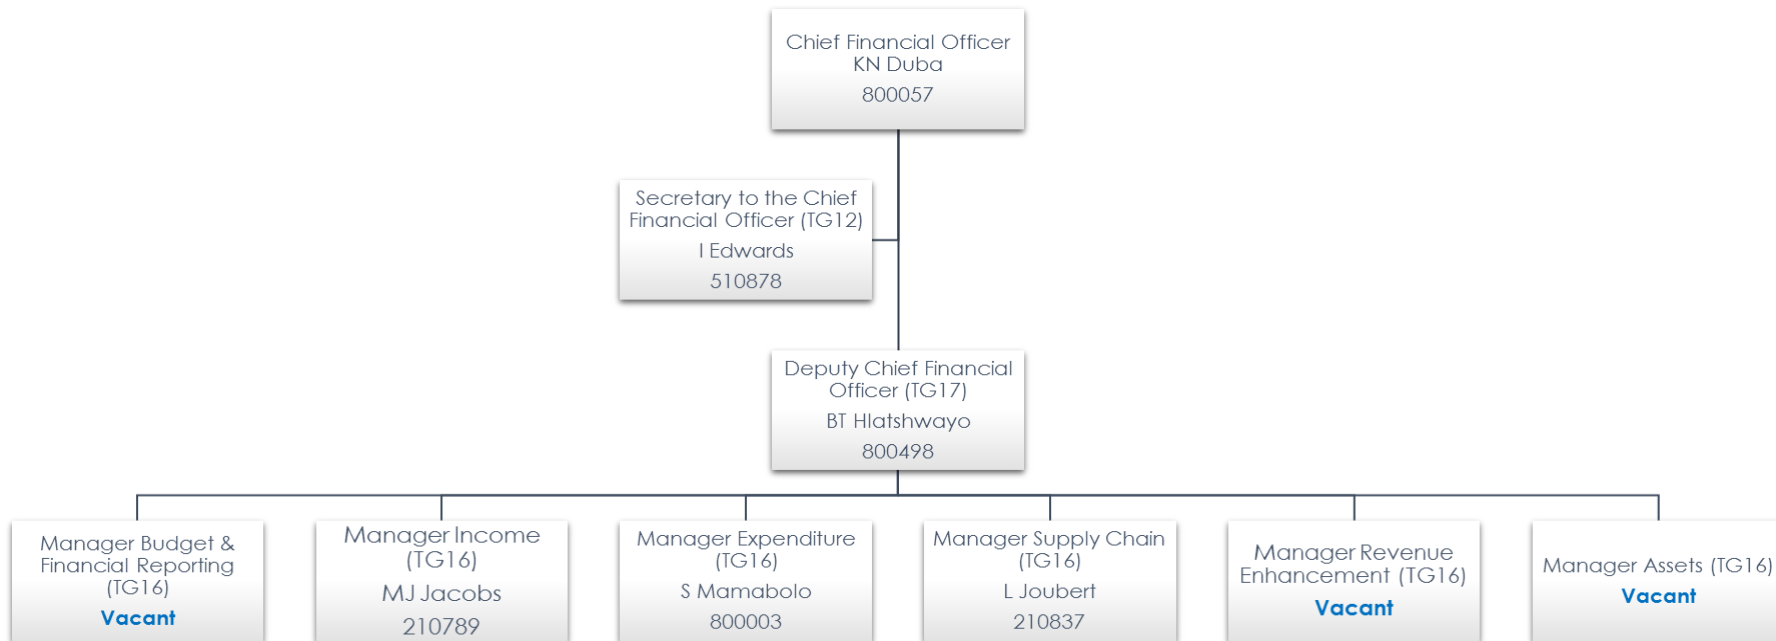 Chief Financial Officer
KN Duba
800057
Secretary to the Chief
Financial Officer (TG12)
I Edwards
510878
Deputy Chief Financial
Officer (TG17)
BT Hlatshwayo
800498
Manager Budget &
Financial Reporting
(TG16)
Vacant
Manager Income
(TG16)
MJ Jacobs
210789
Manager Expenditure
(TG16)
S Mamabolo
800003
Manager Supply Chain
(TG16)
L Joubert
210837
Manager Revenue
Enhancement (TG16)
Vacant
Manager Assets (TG16)
Vacant